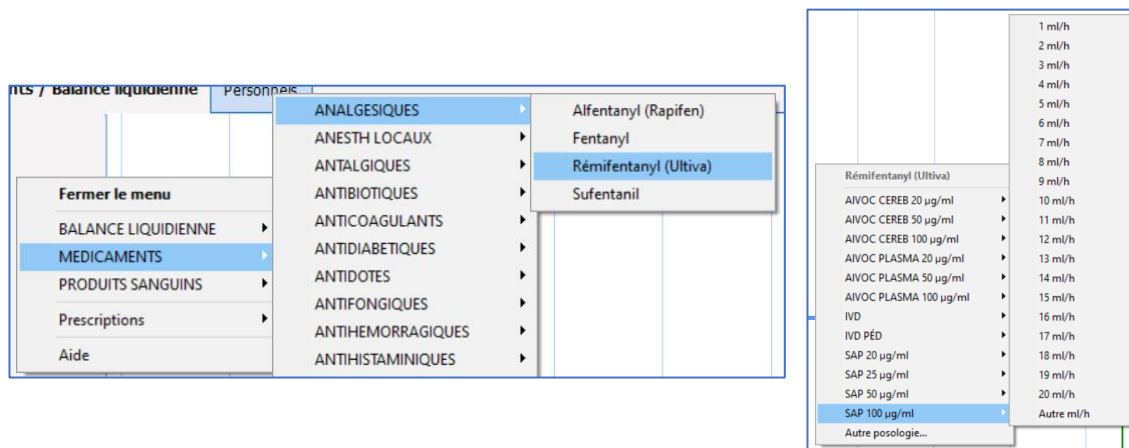 nts / Balance liquidienne
Personnels
Fermer le menu
BALANCE LIQUIDIENNE
MEDICAMENTS
PRODUITS SANGUINS
Prescriptions
Aide
ANALGESIQUES
ANESTH LOCAUX
ANTALGIQUES
ANTIBIOTIQUES
ANTICOAGULANTS
ANTIDIABETIQUES
ANTIDOTES
ANTIFONGIQUES
ANTIHEMORRAGIQUES
ANTIHISTAMINIQUES
Alfentanyl (Rapifen)
Fentanyl
Rémifentanyl (Ultiva)
Sufentanil
Rémifentanyl (Ultiva)
AIVOC CEREB 20 µg/ml
AIVOC CEREB 50 µg/ml
AIVOC CEREB 100 µg/ml
AIVOC PLASMA 20 µg/ml
AIVOC PLASMA 50 µg/ml
AIVOC PLASMA 100 µg/ml
IVD
IVD PÉD
SAP 20 µg/ml
SAP 25 µg/ml
SAP 50 µg/ml
SAP 100 µg/ml
Autre posologie...
1 ml/h
2 ml/h
3 ml/h
4 ml/h
5 ml/h
6 ml/h
7 ml/h
8 ml/h
9 ml/h
10 ml/h
11 ml/h
12 ml/h
13 ml/h
14 ml/h
15 ml/h
16 ml/h
17 ml/h
18 ml/h
19 ml/h
20 ml/h
Autre ml/h